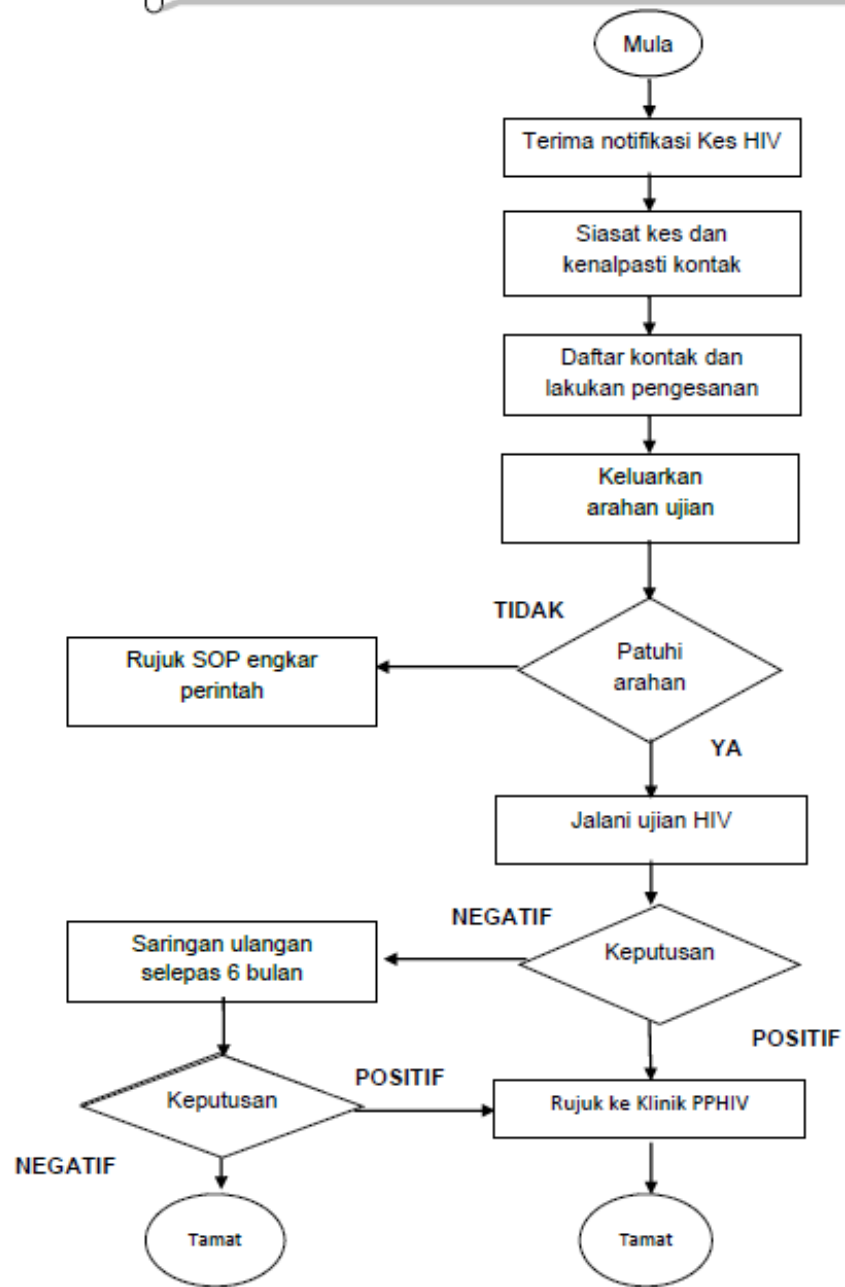 Mula
Terima notifikasi Kes HIV
Siasat kes dan
kenalpasti kontak
Daftar kontak dan
lakukan pengesanan
Keluarkan
arahan ujian
TIDAK
Patuhi
arahan
Rujuk SOP engkar
perintah
YA
Jalani ujian HIV
NEGATIF
Keputusan
Saringan ulangan
selepas 6 bulan
POSITIF
POSITIF
Keputusan
Rujuk ke Klinik PPHIV
NEGATIF
Tamat
Tamat